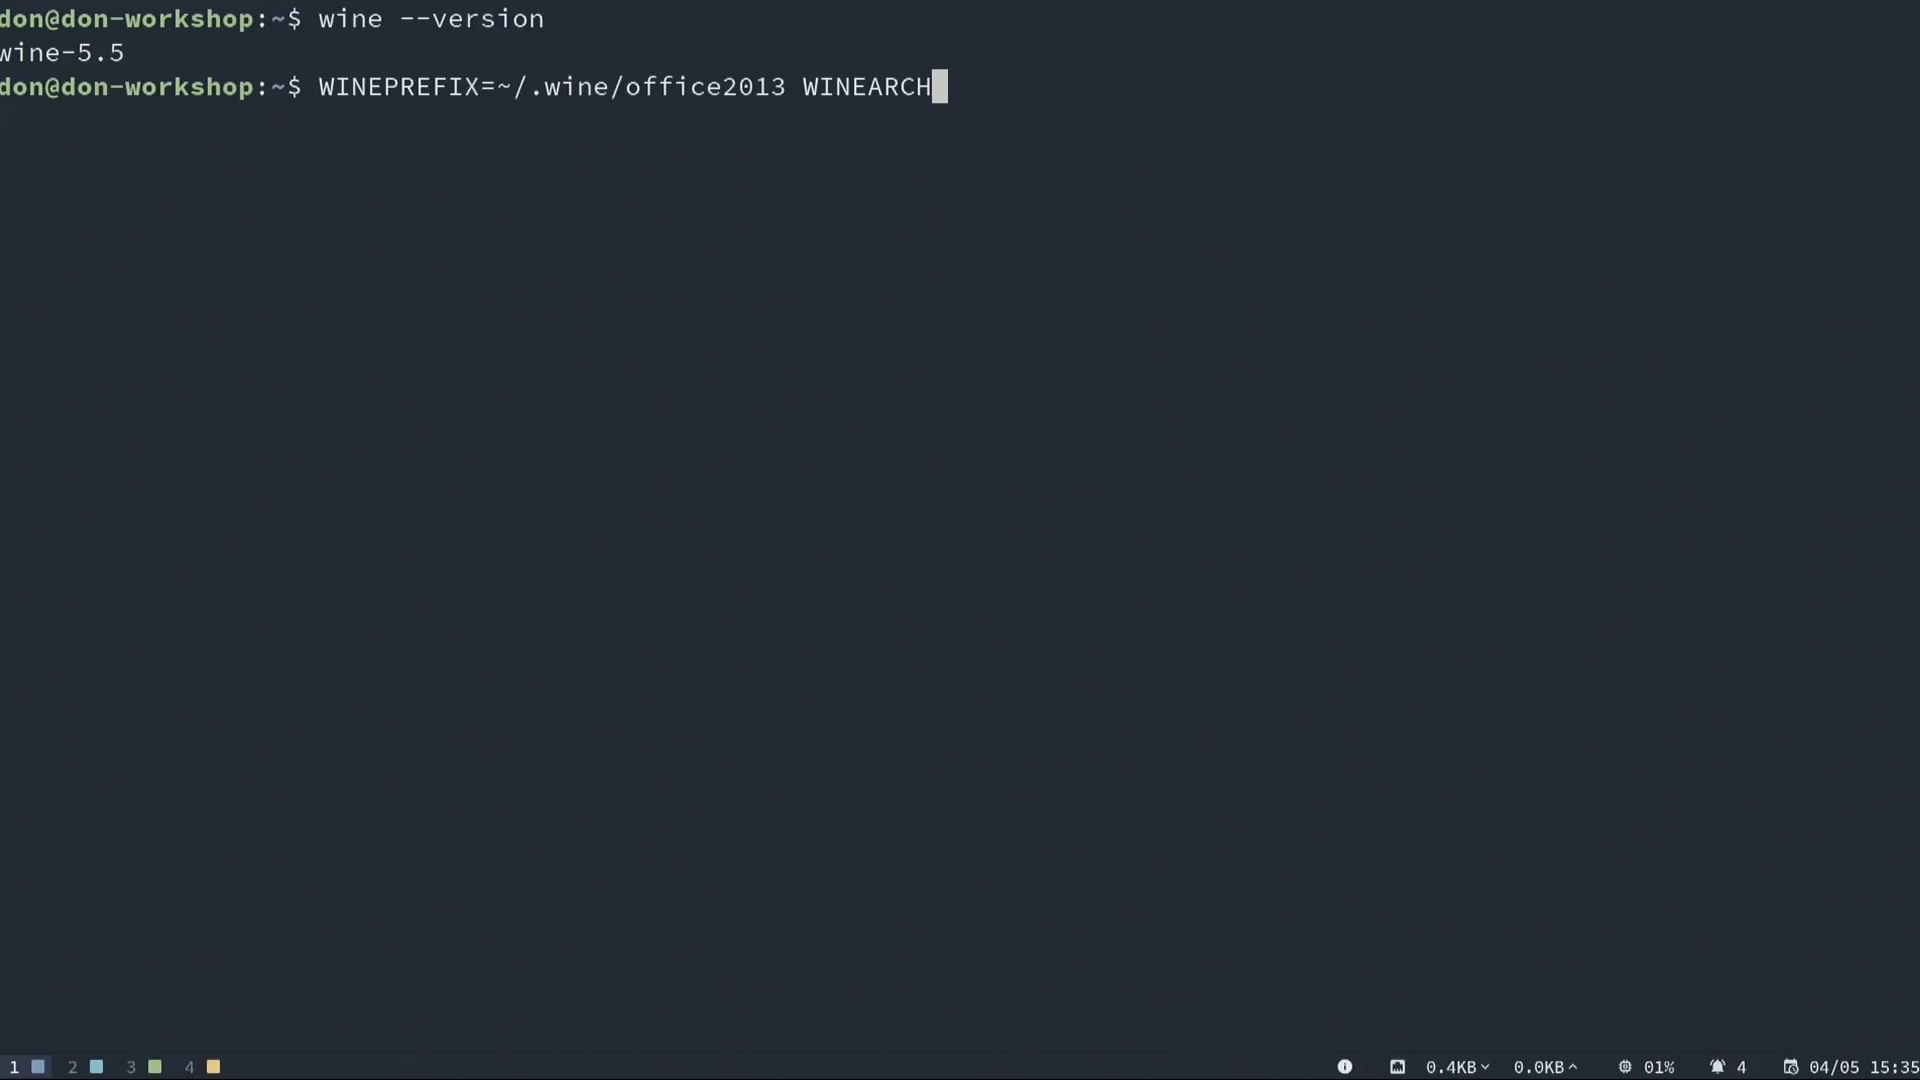 don@don-workshop:~$ wine --version
wine-5.5
don@don-workshop:~$ WINEPREFIX=~/.wine/office2013 WINEARCH
1 2 3 4 0.4KB 0.0KB 01% 4 04/05 15:35